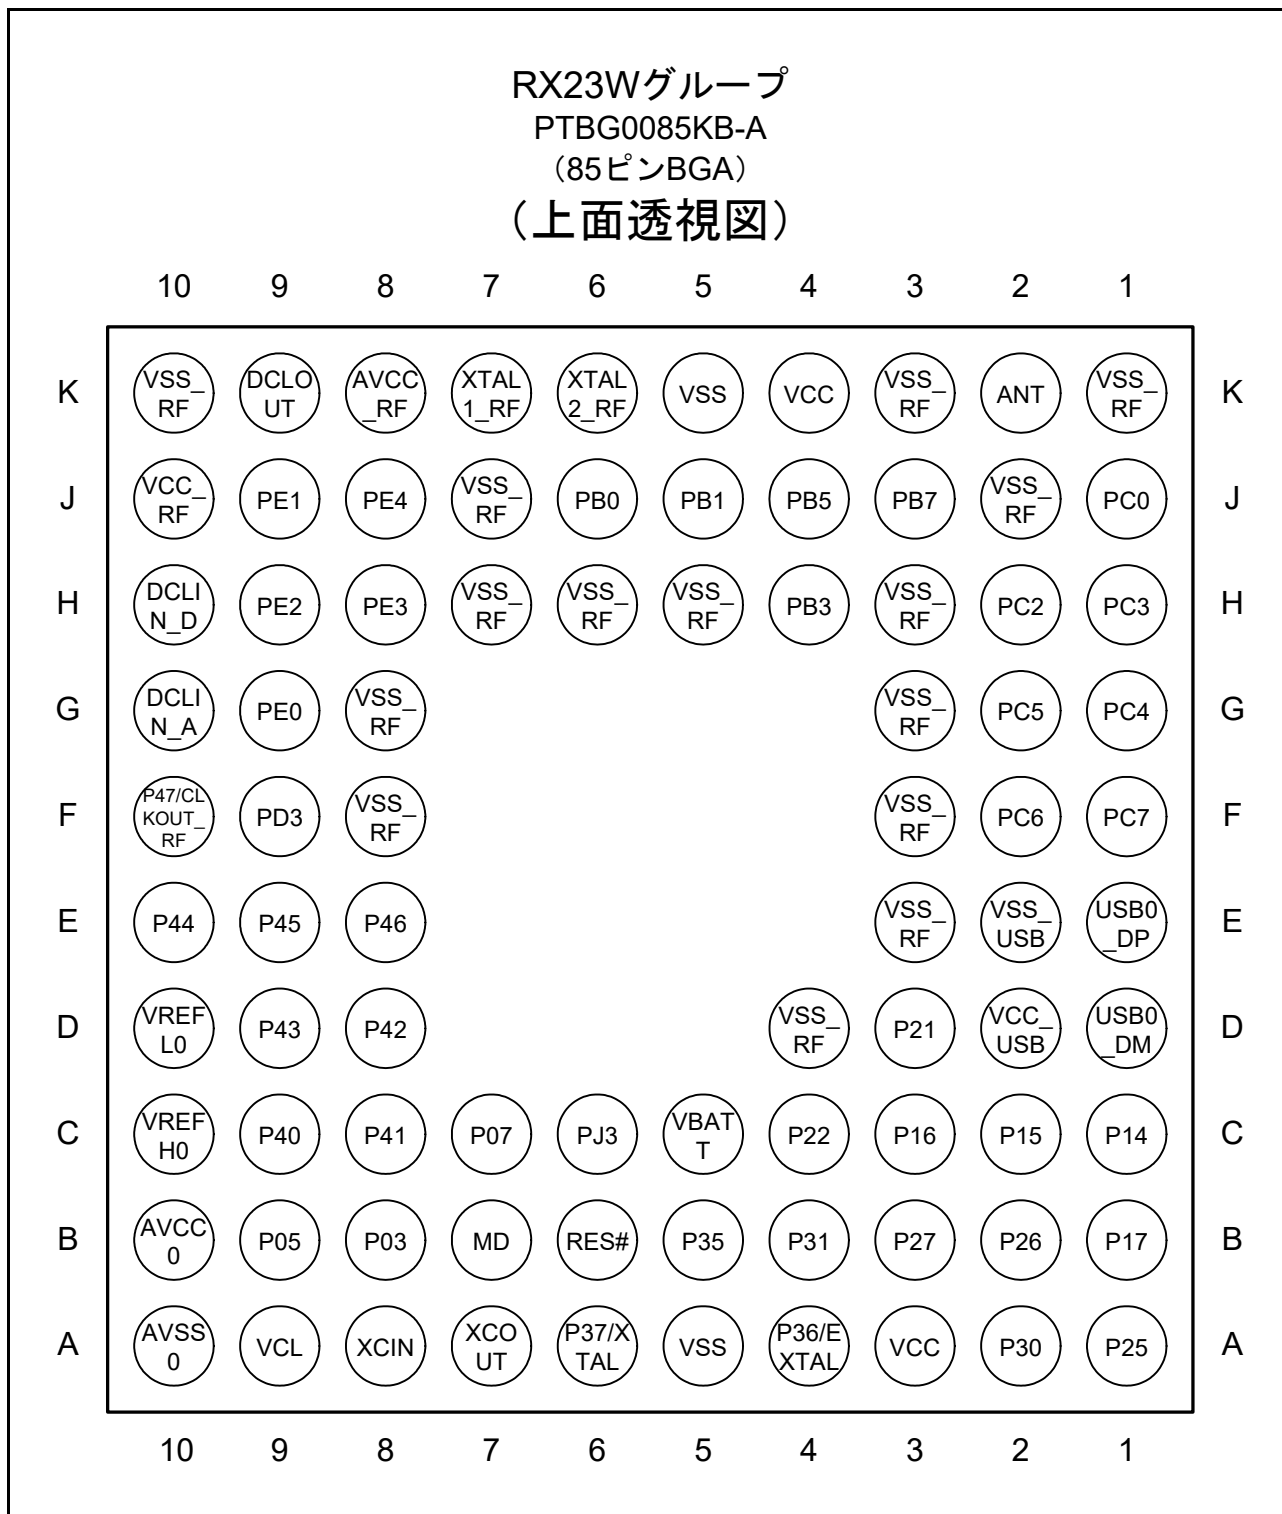 RX23Wグループ
PTBG0085KB-A
（85ピンBGA）
（上面透視図）
10 9 8 7 6 5 4 3 2 1
K VSS_RF DCLOUT AVCC_RF XTAL1_RF XTAL2_RF VSS VCC VSS_RF ANT VSS_RF K
J VCC_RF PE1 PE4 VSS_RF PB0 PB1 PB5 PB7 VSS_RF PC0 J
H DCLIN_D PE2 PE3 VSS_RF VSS_RF VSS_RF PB3 VSS_RF PC2 PC3 H
G DCLIN_A PE0 VSS_RF VSS_RF PC5 PC4 G
F P47/CLKOUT_RF PD3 VSS_RF VSS_RF PC6 PC7 F
E P44 P45 P46 VSS_RF VSS_USB USB0_DP E
D VREFL0 P43 P42 VSS_RF P21 VCC_USB USB0_DM D
C VREFH0 P40 P41 P07 PJ3 VBATT P22 P16 P15 P14 C
B AVCC0 P05 P03 MD RES# P35 P31 P27 P26 P17 B
A AVSS0 VCL XCIN XCOUT P37/XTAL VSS P36/EXTAL VCC P30 P25 A
10 9 8 7 6 5 4 3 2 1